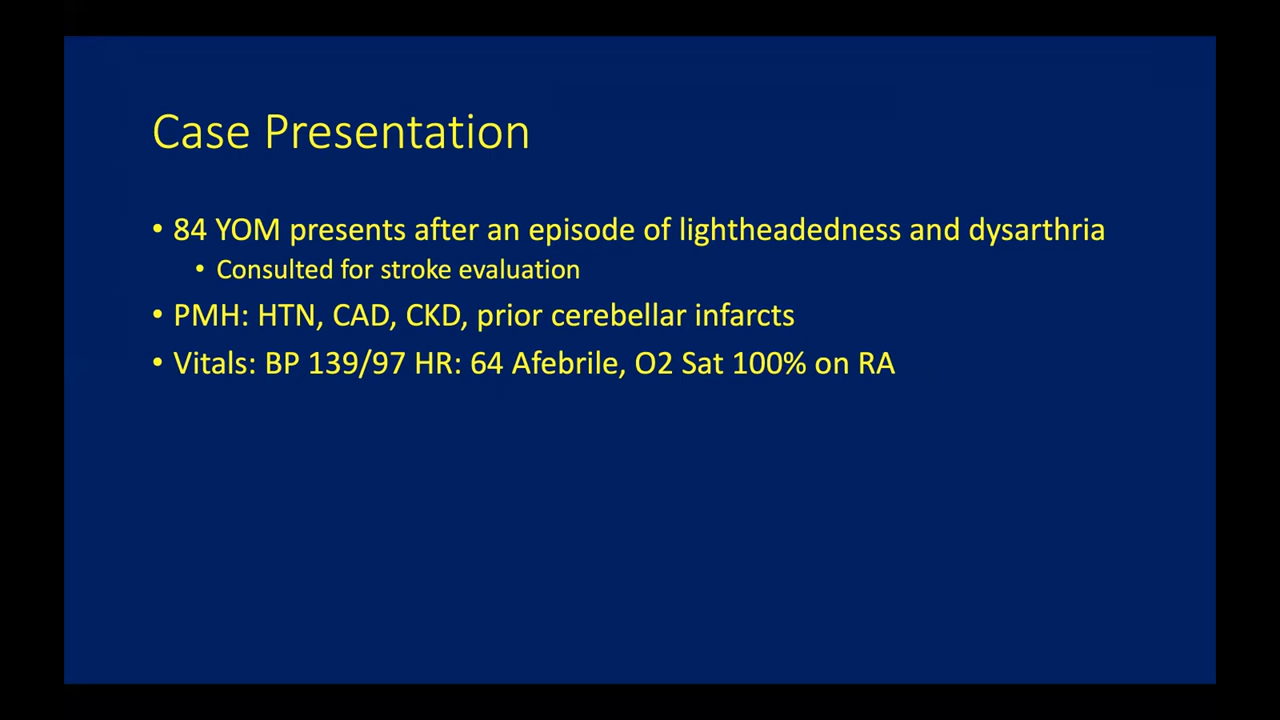 Case Presentation
• 84 YOM presents after an episode of lightheadedness and dysarthria
• Consulted for stroke evaluation
• PMH: HTN, CAD, CKD, prior cerebellar infarcts
• Vitals: BP 139/97 HR: 64 Afebrile, O2 Sat 100% on RA